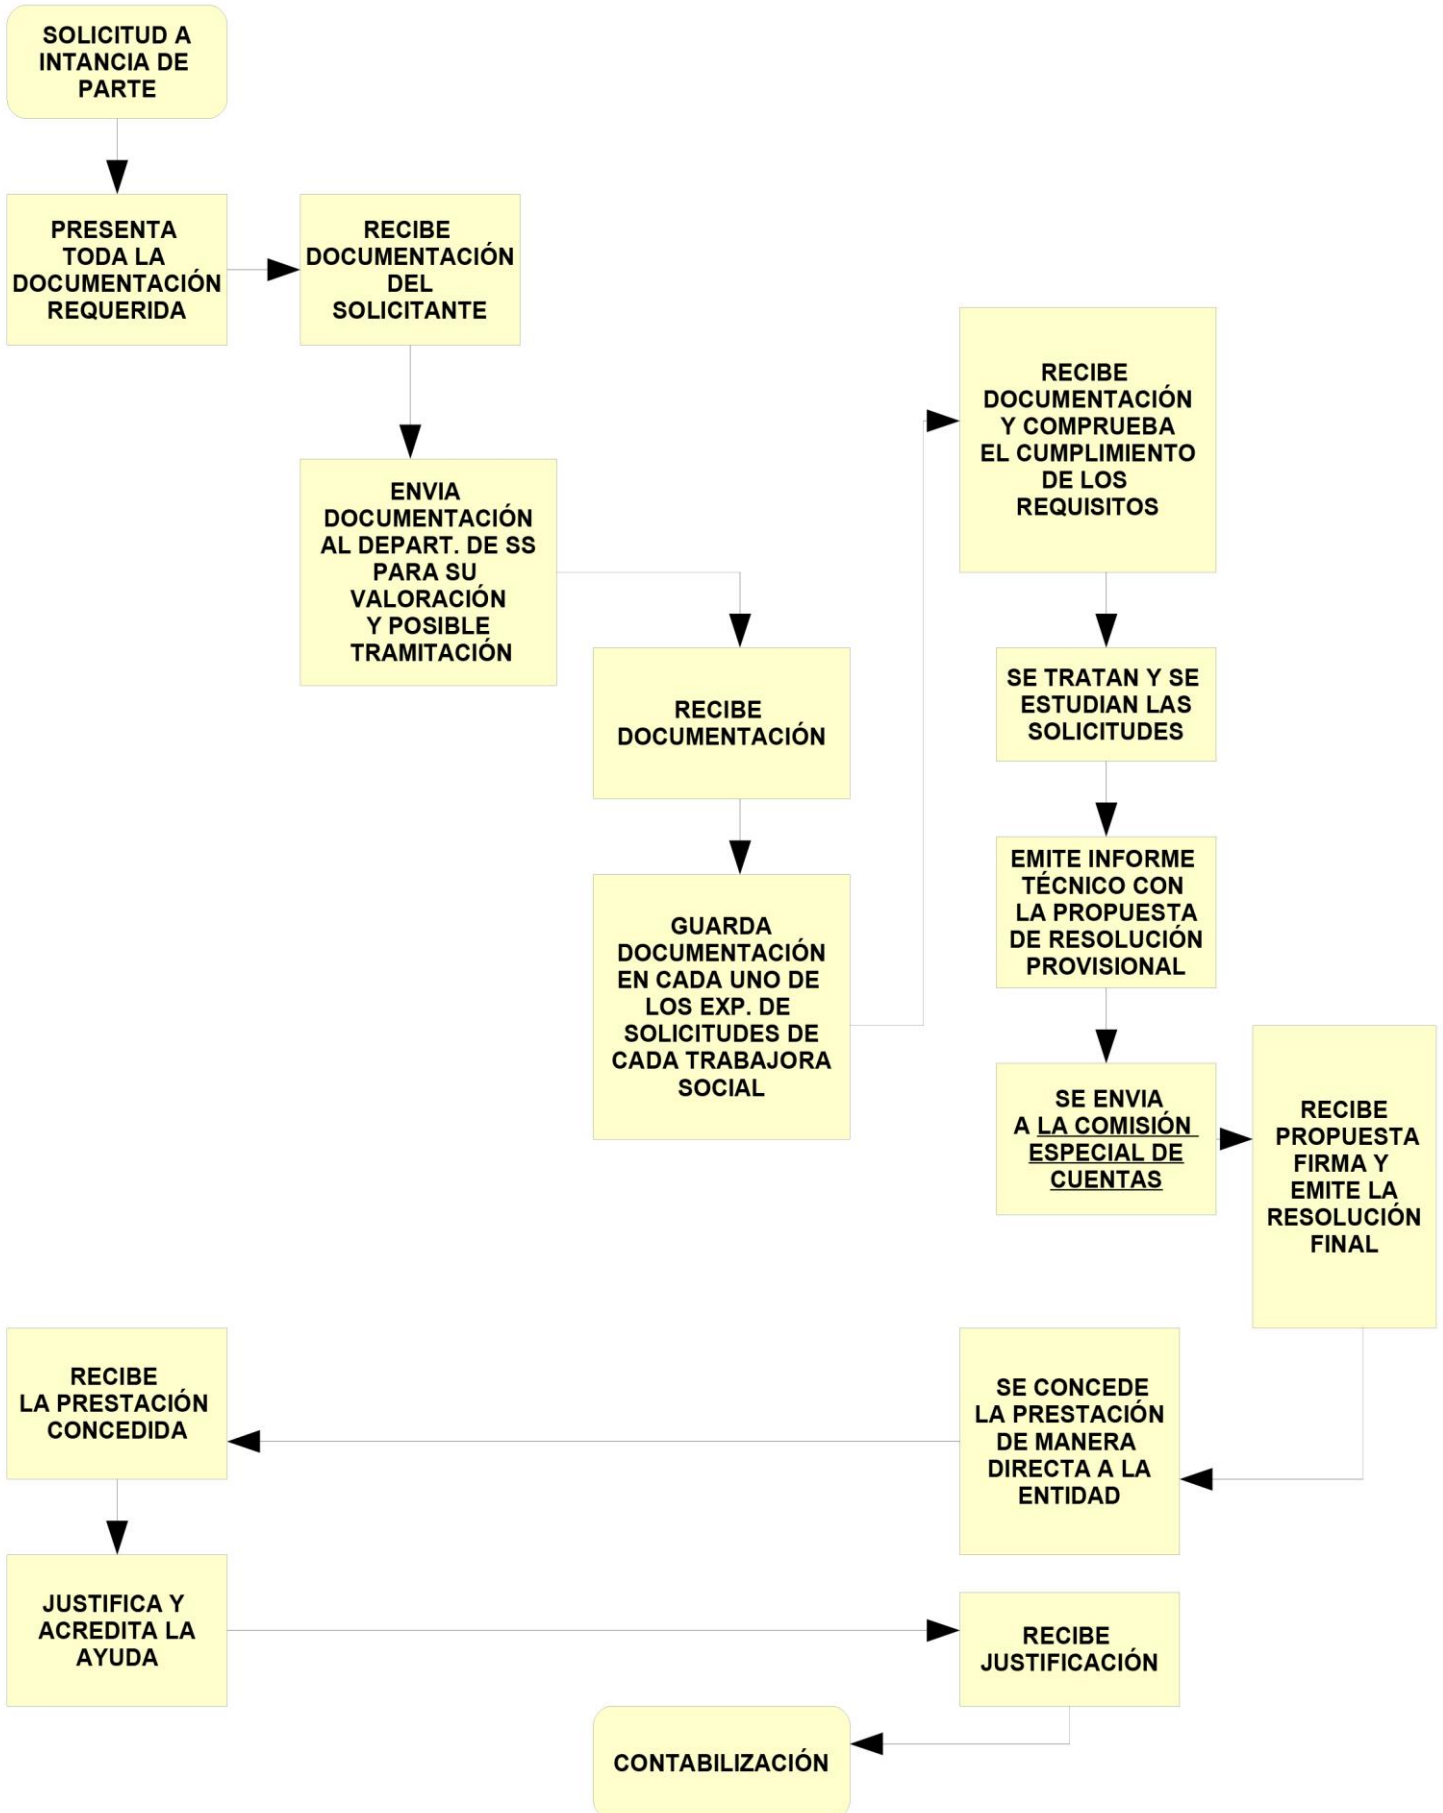 SOLICITUD A
INTANCIA DE
PARTE
PRESENTA
TODA LA
DOCUMENTACIÓN
REQUERIDA
RECIBE
DOCUMENTACIÓN
DEL
SOLICITANTE
ENVIA
DOCUMENTACIÓN
AL DEPART. DE SS
PARA SU
VALORACIÓN
Y POSIBLE
TRAMITACIÓN
RECIBE
DOCUMENTACIÓN
GUARDA
DOCUMENTACIÓN
EN CADA UNO DE
LOS EXP. DE
SOLICITUDES DE
CADA TRABAJORA
SOCIAL
RECIBE
DOCUMENTACIÓN
Y COMPRUEBA
EL CUMPLIMIENTO
DE LOS
REQUISITOS
SE TRATAN Y SE
ESTUDIAN LAS
SOLICITUDES
EMITE INFORME
TÉCNICO CON
LA PROPUESTA
DE RESOLUCIÓN
PROVISIONAL
SE ENVIA
A LA COMISIÓN
ESPECIAL DE
CUENTAS
RECIBE
PROPUESTA
FIRMA Y
EMITE LA
RESOLUCIÓN
FINAL
SE CONCEDE
LA PRESTACIÓN
DE MANERA
DIRECTA A LA
ENTIDAD
RECIBE
LA PRESTACIÓN
CONCEDIDA
JUSTIFICA Y
ACREDITA LA
AYUDA
RECIBE
JUSTIFICACIÓN
CONTABILIZACIÓN